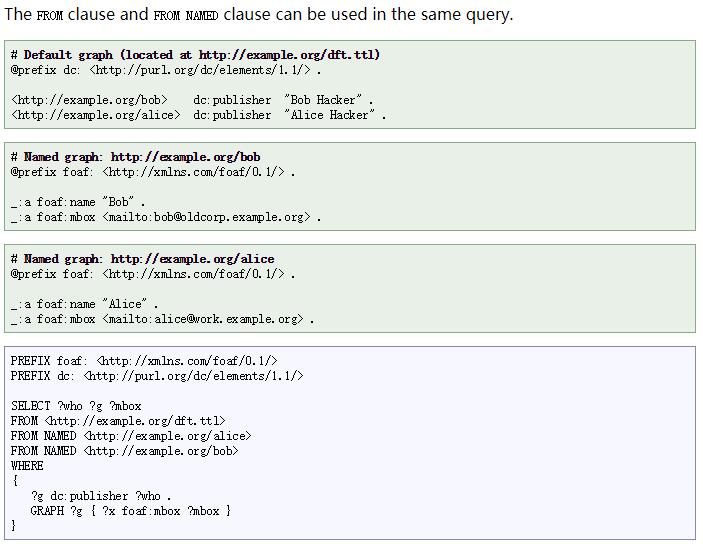 The FROM clause and FROM NAMED clause can be used in the same query.
# Default graph (located at http://example.org/dft.ttl)
@prefix dc: <http://purl.org/dc/elements/1.1/> .
<http://example.org/bob>    dc:publisher  "Bob Hacker" .
<http://example.org/alice>  dc:publisher  "Alice Hacker" .
# Named graph: http://example.org/bob
@prefix foaf: <http://xmlns.com/foaf/0.1/> .
_:a foaf:name "Bob" .
_:a foaf:mbox <mailto:bob@oldcorp.example.org> .
# Named graph: http://example.org/alice
@prefix foaf: <http://xmlns.com/foaf/0.1/> .
_:a foaf:name "Alice" .
_:a foaf:mbox <mailto:alice@work.example.org> .
PREFIX foaf: <http://xmlns.com/foaf/0.1/>
PREFIX dc: <http://purl.org/dc/elements/1.1/>
SELECT ?who ?g ?mbox
FROM <http://example.org/dft.ttl>
FROM NAMED <http://example.org/alice>
FROM NAMED <http://example.org/bob>
WHERE
{
   ?g dc:publisher ?who .
   GRAPH ?g { ?x foaf:mbox ?mbox }
}